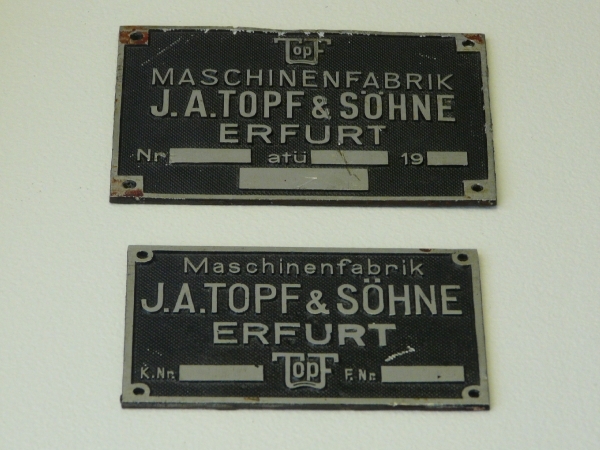 TOPF
MASCHINENFABRIK
J.A.TOPF & SÖHNE
ERFURT
Nr. atü 19
Maschinenfabrik
J.A.TOPF & SÖHNE
ERFURT
K.Nr. TOPF F.Nr.